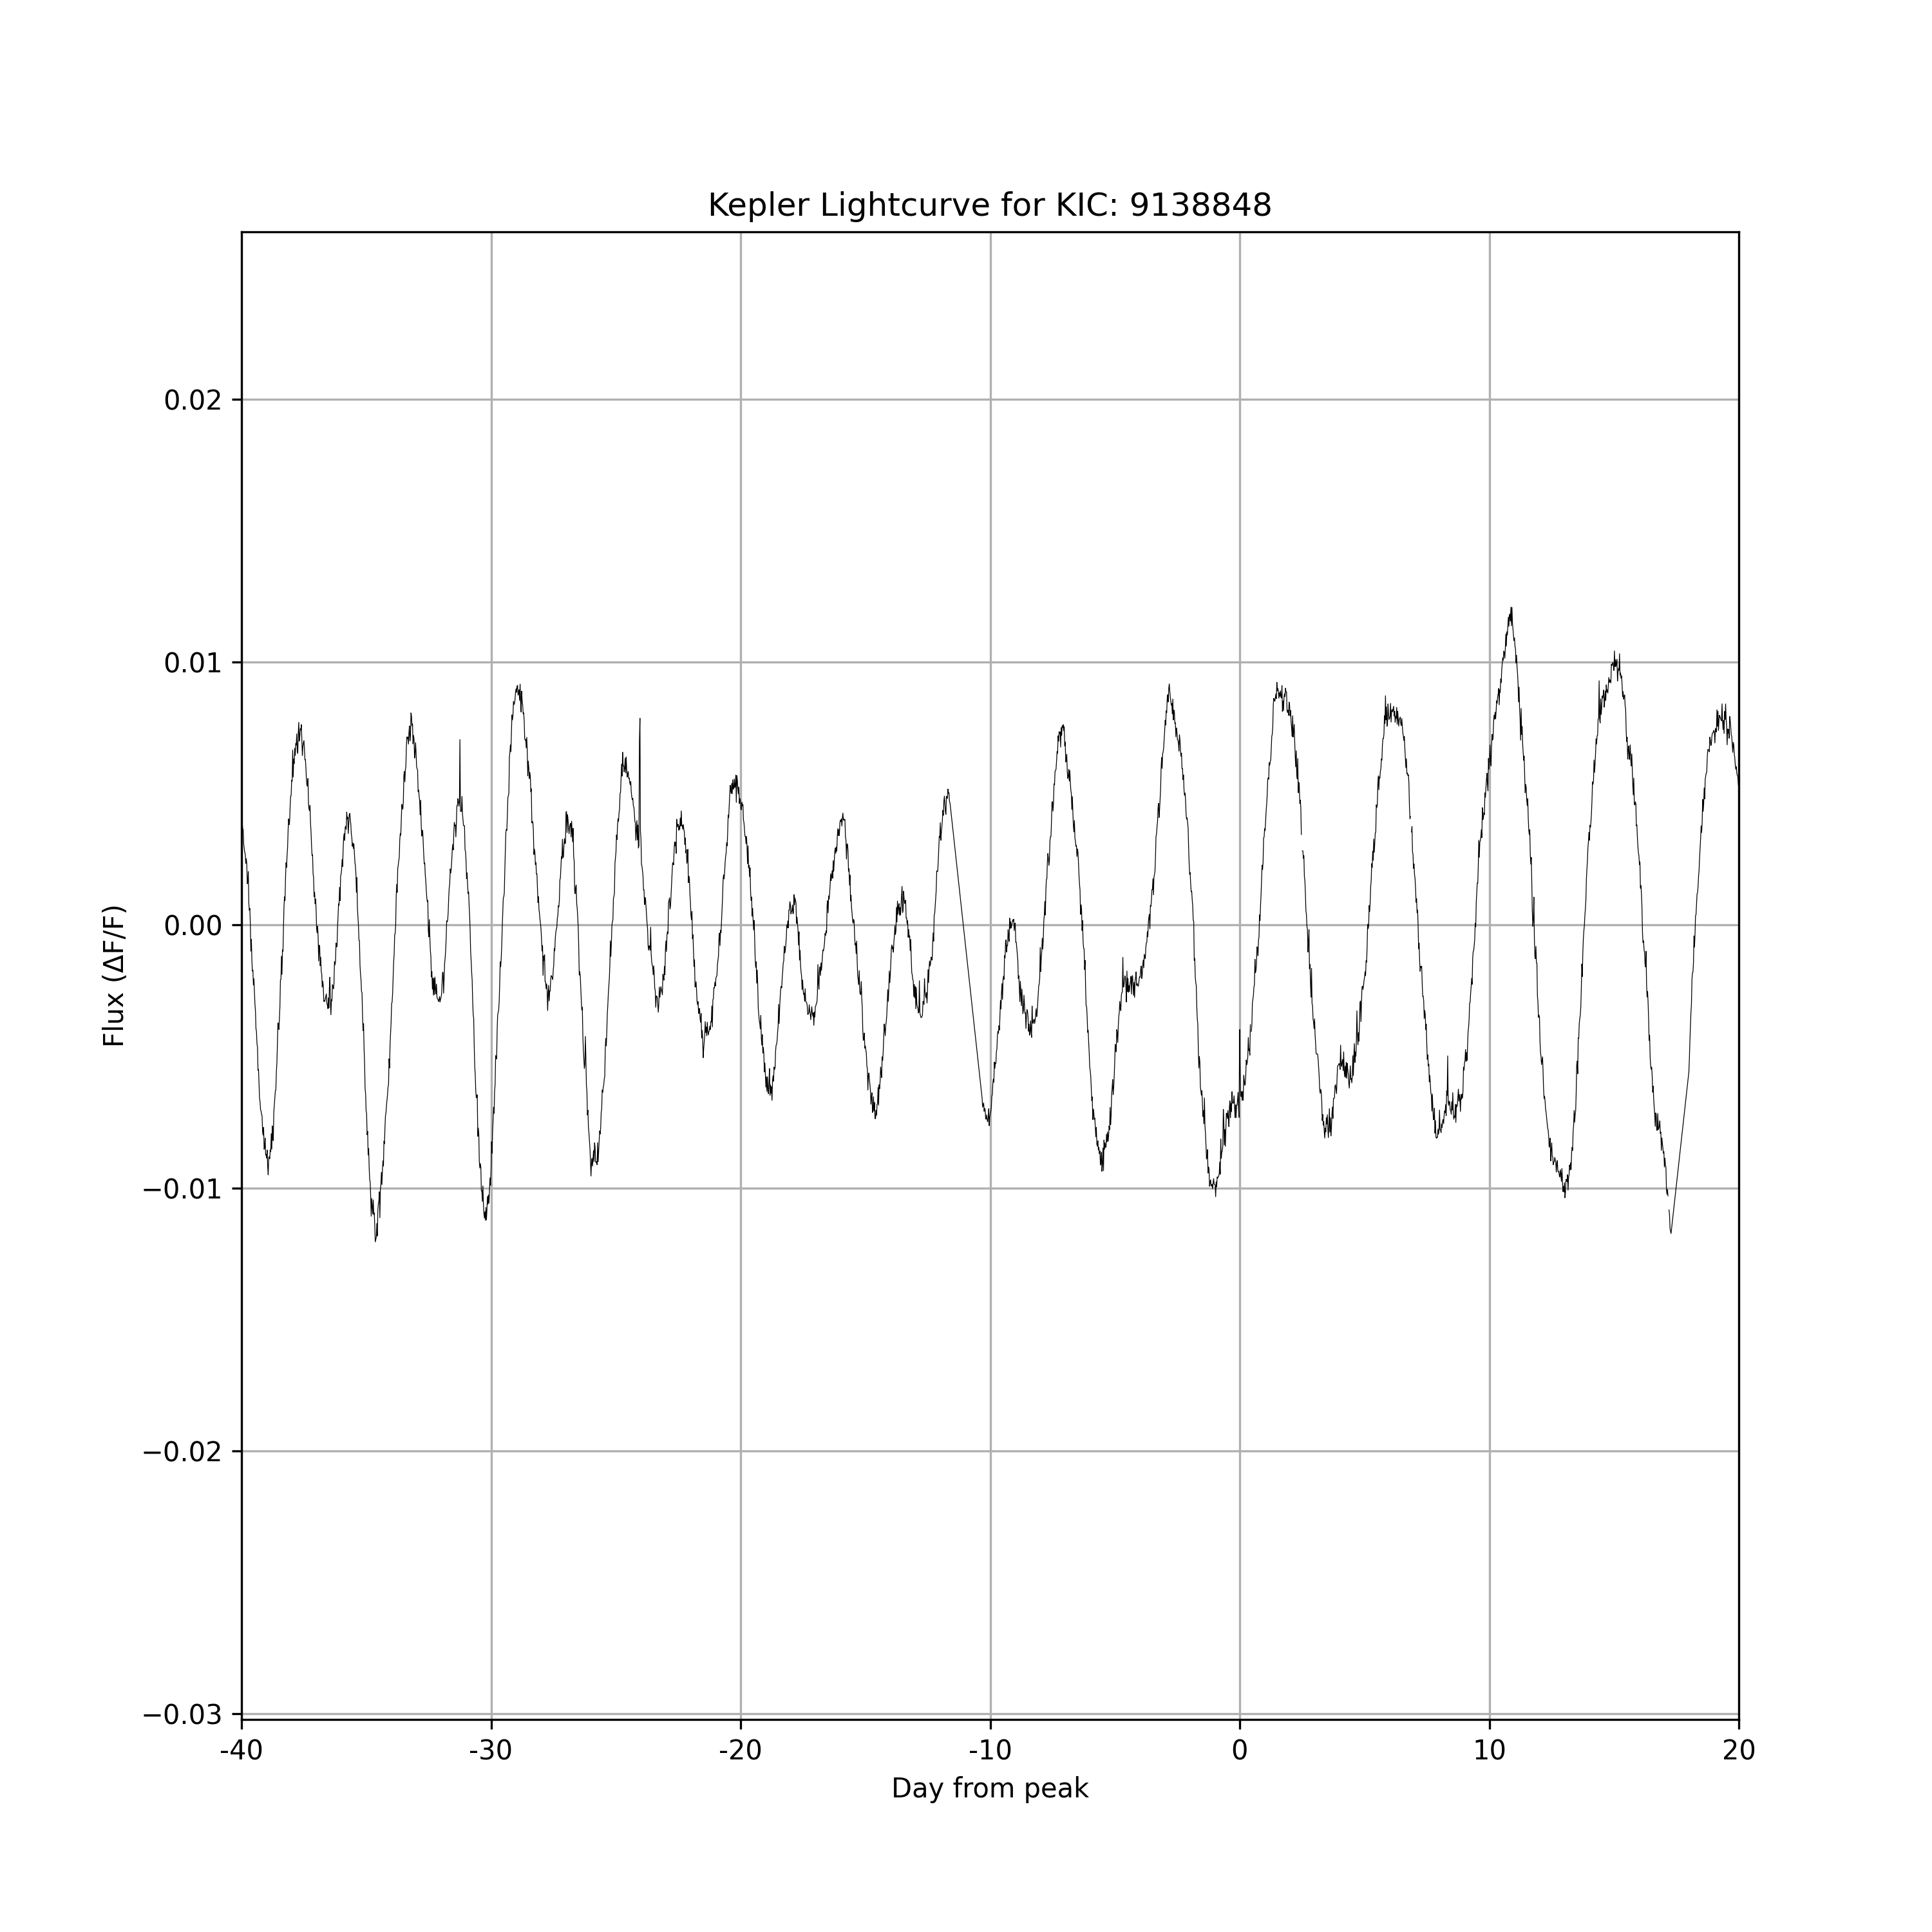 Kepler Lightcurve for KIC: 9138848
Flux (ΔF/F)
0.02
0.01
0.00
−0.01
−0.02
−0.03
-40 -30 -20 -10 0 10 20
Day from peak